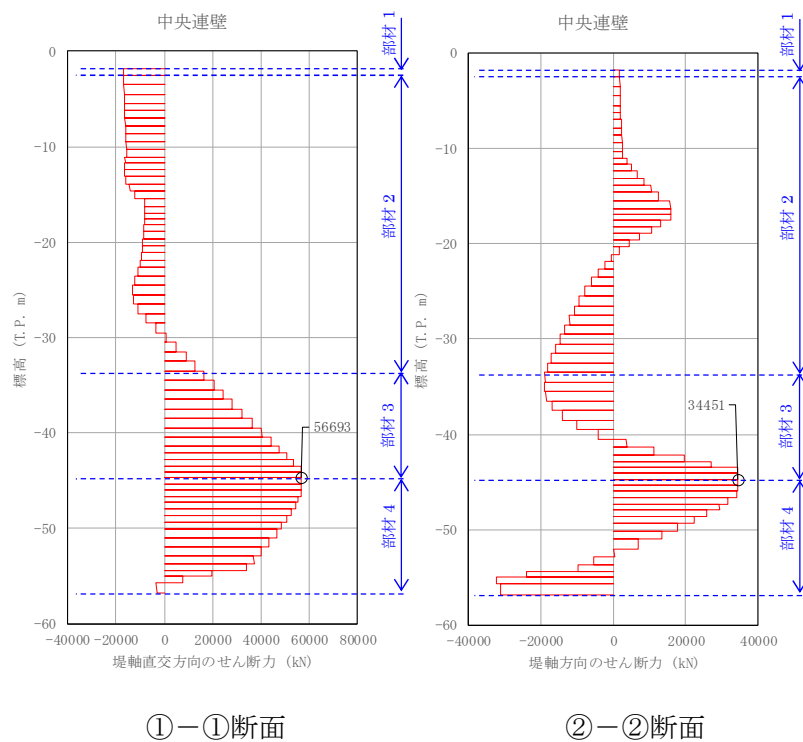 中央連壁
部材 1
0
-10
-20
-30
-40
-50
-60
標高 (T.P. m)
部材 2
部材 3
部材 4
56693
-40000 -20000 0 20000 40000 60000 80000
堤軸直交方向のせん断力 (kN)
①－①断面
中央連壁
部材 1
0
-10
-20
-30
-40
-50
-60
標高 (T.P. m)
部材 2
部材 3
部材 4
34451
-40000 -20000 0 20000 40000
堤軸方向のせん断力 (kN)
②－②断面